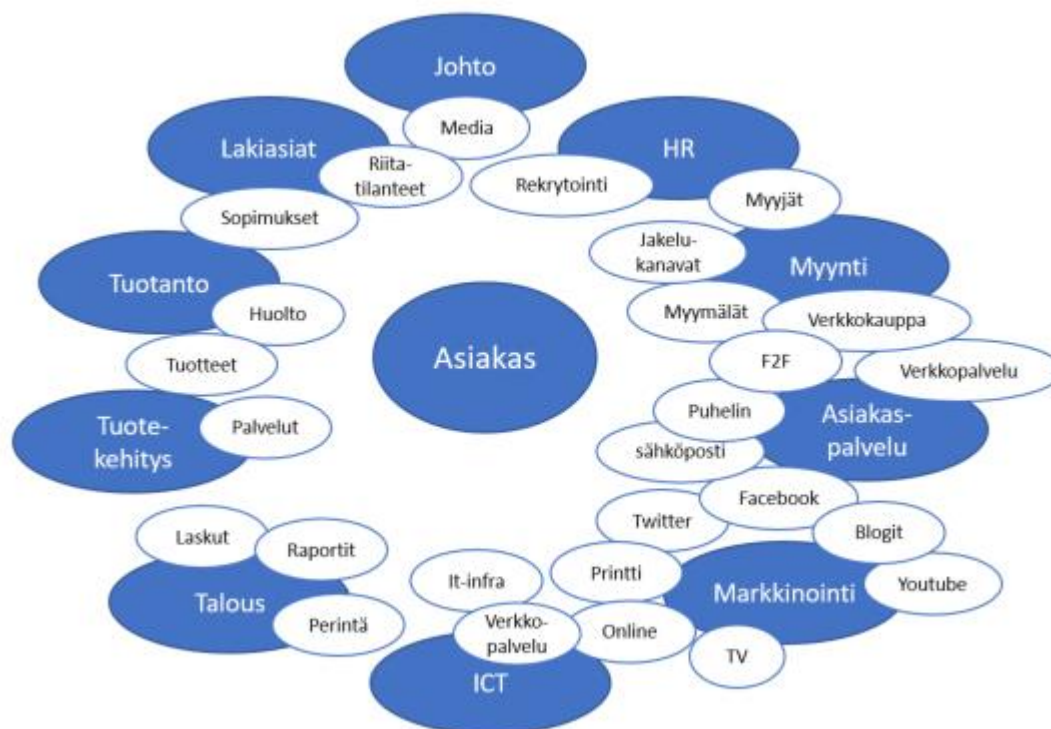 Johto
Media
Lakiasiat
Riita-
tilanteet
HR
Rekrytointi
Myyjät
Sopimukset
Jakelu-
kanavat
Myynti
Tuotanto
Huolto
Myymälät
Verkkokauppa
Asiakas
Tuotteet
F2F
Verkkopalvelu
Tuote-
kehitys
Palvelut
Puhelin
Asiakas-
palvelu
sähköposti
Facebook
Twitter
Blogit
Laskut
Raportit
It-infra
Printti
Markkinointi
Youtube
Talous
Perintä
Verkko-
palvelu
Online
TV
ICT